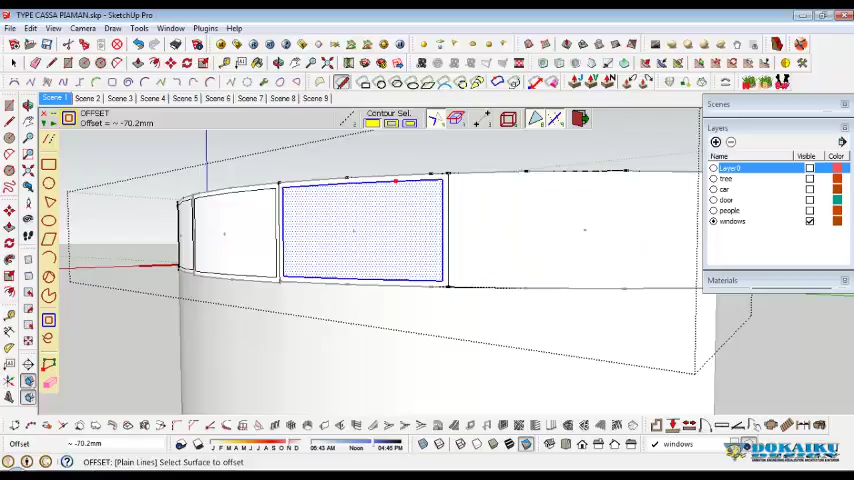 TYPE CASSA PIAMAN.skp - SketchUp Pro
File Edit View Camera Draw Tools Window Plugins Help
Scene 1 Scene 2 Scene 3 Scene 4 Scene 5 Scene 6 Scene 7 Scene 8 Scene 9
OFFSET
Offset = ~ -70.2mm
Contour Sel.
Scenes
Layers
Name Visible Color
Layer0
tree
car
door
people
windows
Materials
Offset ~ -70.2mm
J F M A M J J A S O N D
06:43 AM Noon 04:46 PM
windows
DOKAIKU
OFFSET: [Plain Lines] Select Surface to offset